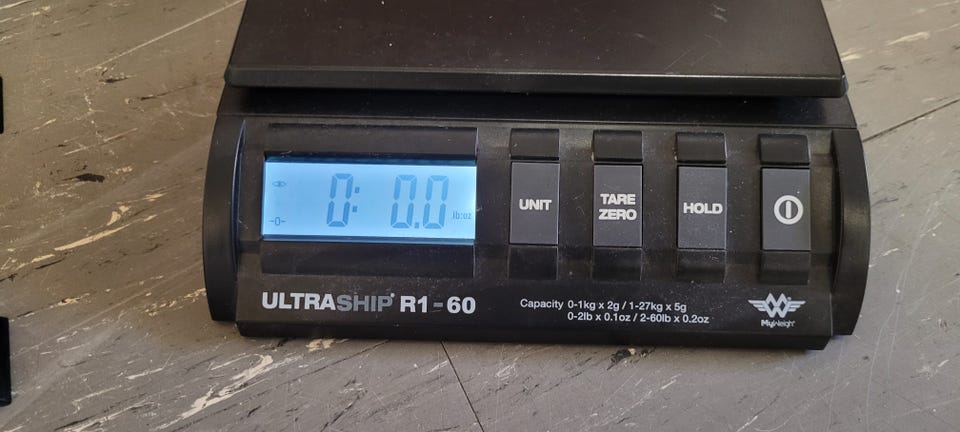 0: 0.0
-0-
lb:oz
UNIT
TARE
ZERO
HOLD
ULTRASHIP® R1-60
Capacity 0-1kg x 2g / 1-27kg x 5g
0-2lb x 0.1oz / 2-60lb x 0.2oz
MyWeigh®